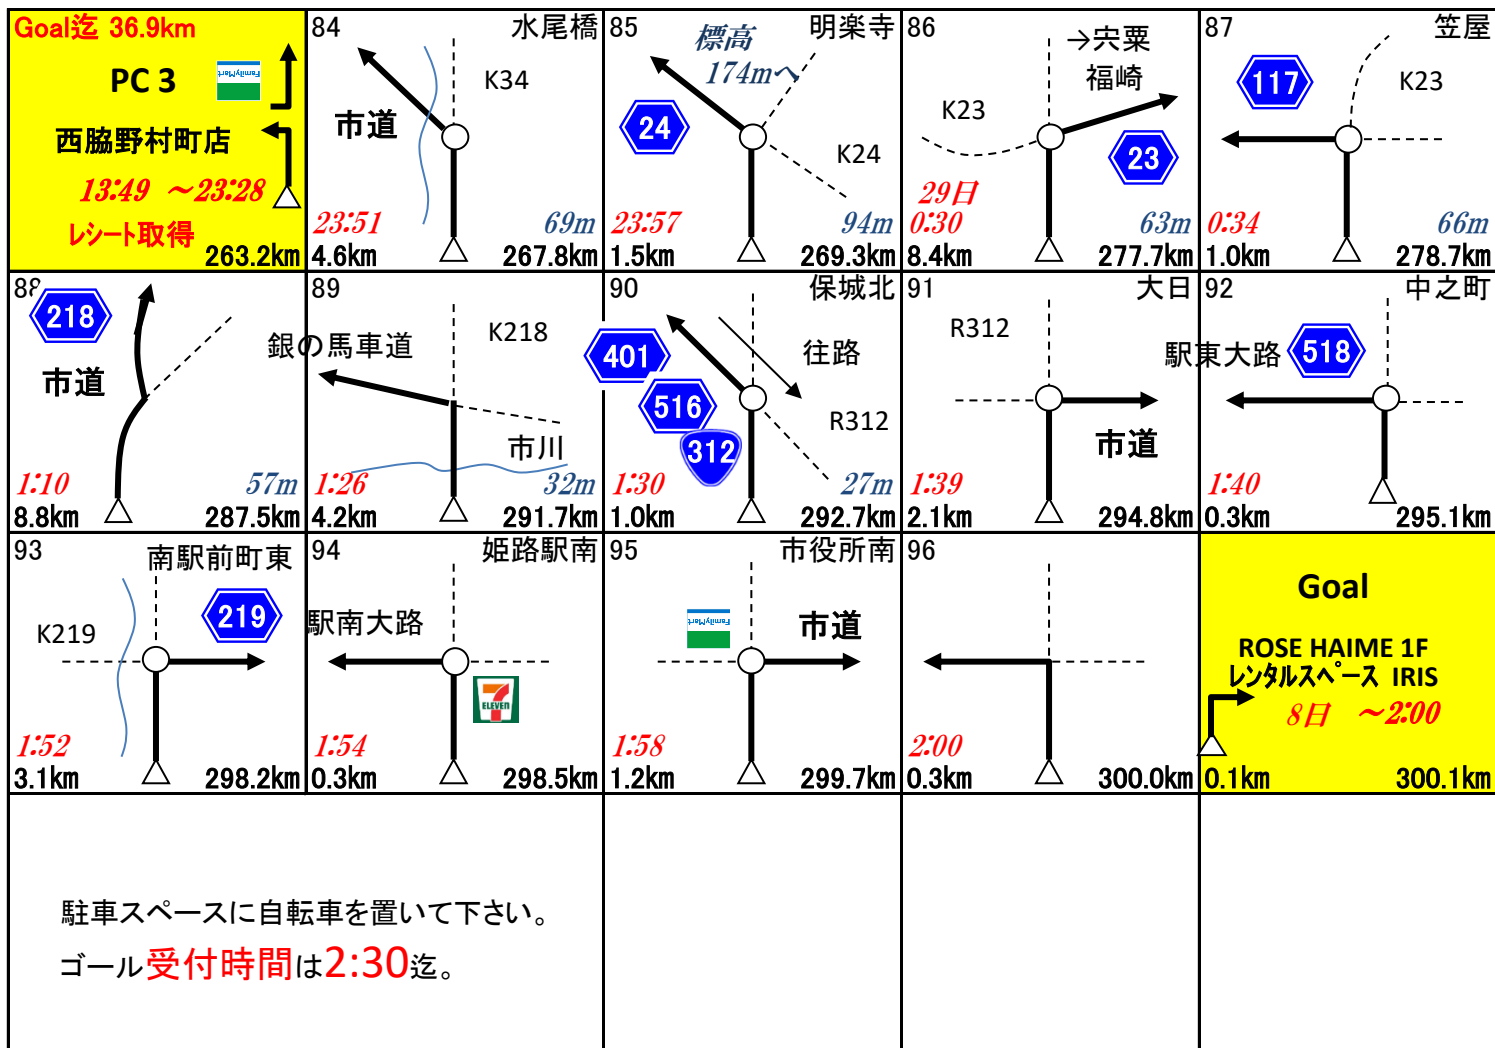 Goal迄 36.9km
PC 3
FamilyMart
西脇野村町店
13:49 ～23:28
レシート取得
263.2km
84
水尾橋
K34
市道
23:51
69m
4.6km
267.8km
85
明楽寺
標高
174mへ
24
K24
23:57
94m
1.5km
269.3km
86
→宍粟
福崎
K23
23
29日
0:30
63m
8.4km
277.7km
87
笠屋
117
K23
0:34
66m
1.0km
278.7km
88
218
市道
1:10
57m
8.8km
287.5km
89
K218
銀の馬車道
市川
1:26
32m
4.2km
291.7km
90
保城北
401
往路
516
R312
312
1:30
27m
1.0km
292.7km
91
大日
R312
市道
1:39
2.1km
294.8km
92
中之町
駅東大路
518
1:40
0.3km
295.1km
93
南駅前町東
219
K219
1:52
3.1km
298.2km
94
姫路駅南
駅南大路
7
ELEVEN
1:54
0.3km
298.5km
95
市役所南
FamilyMart
市道
1:58
1.2km
299.7km
96
2:00
0.3km
300.0km
Goal
ROSE HAIME 1F
レンタルスペース IRIS
8日 ～2:00
0.1km
300.1km
駐車スペースに自転車を置いて下さい。
ゴール受付時間は2:30迄。